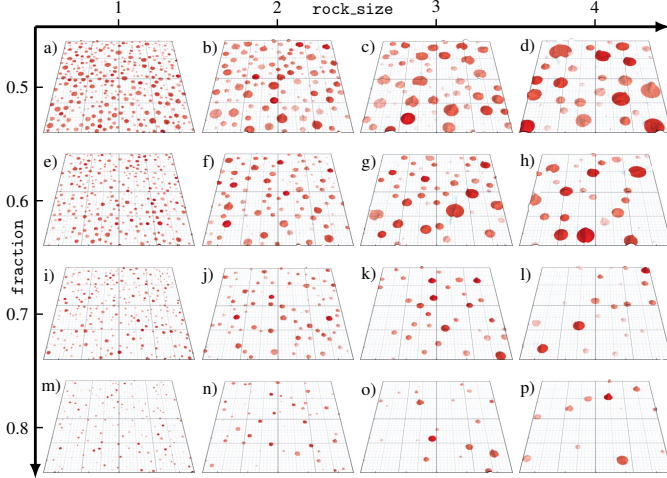 1 2 rock_size 3 4
a) b) c) d)
0.5
e) f) g) h)
0.6
fraction
i) j) k) l)
0.7
m) n) o) p)
0.8